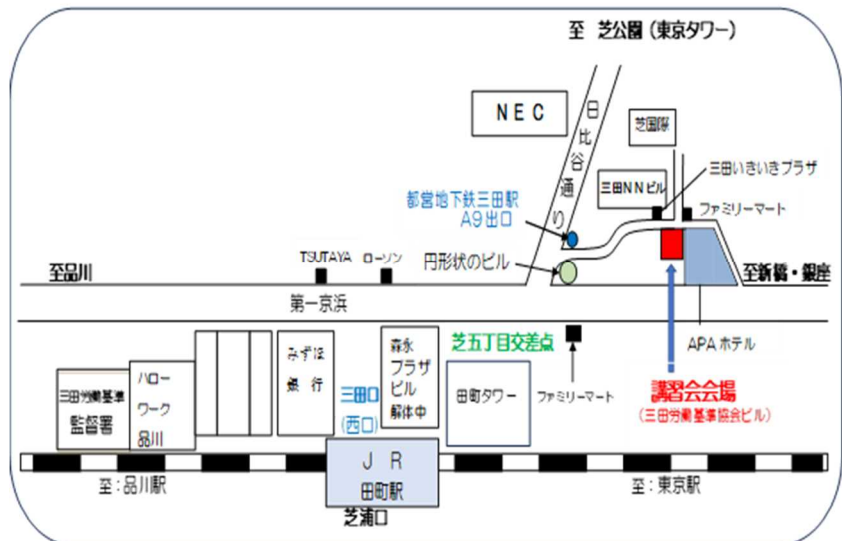 至 芝公園（東京タワー）
NEC
日比谷通り
芝国際
三田いきいきプラザ
三田NNビル
ファミリーマート
都営地下鉄三田駅
A9出口
円形状のビル
TSUTAYA
ローソン
至品川
至新橋・銀座
第一京浜
芝五丁目交差点
APAホテル
講習会会場
（三田労働基準協会ビル）
ファミリーマート
三田労働基準
監督署
ハロー
ワーク
品川
みずほ
銀行
三田口
（西口）
森永
プラザ
ビル
解体中
田町タワー
JR
田町駅
至：品川駅
至：東京駅
芝浦口